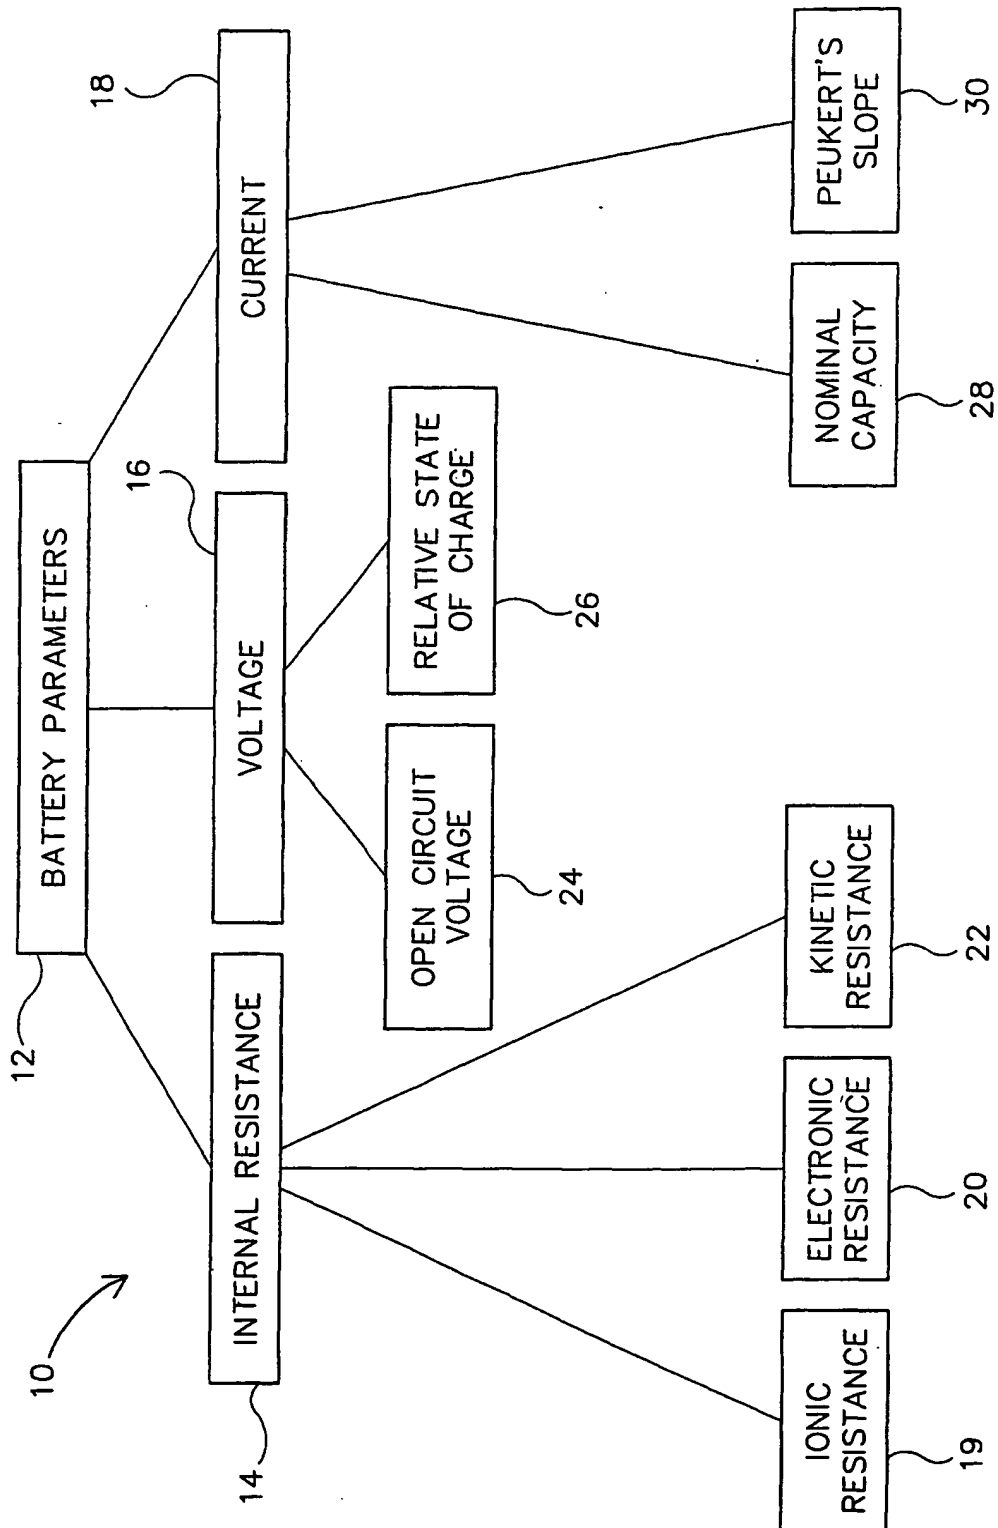 10
12
BATTERY PARAMETERS
14
INTERNAL RESISTANCE
16
VOLTAGE
18
CURRENT
OPEN CIRCUIT
VOLTAGE
24
RELATIVE STATE
OF CHARGE
26
IONIC
RESISTANCE
19
ELECTRONIC
RESISTANCE
20
KINETIC
RESISTANCE
22
NOMINAL
CAPACITY
28
PEUKERT'S
SLOPE
30